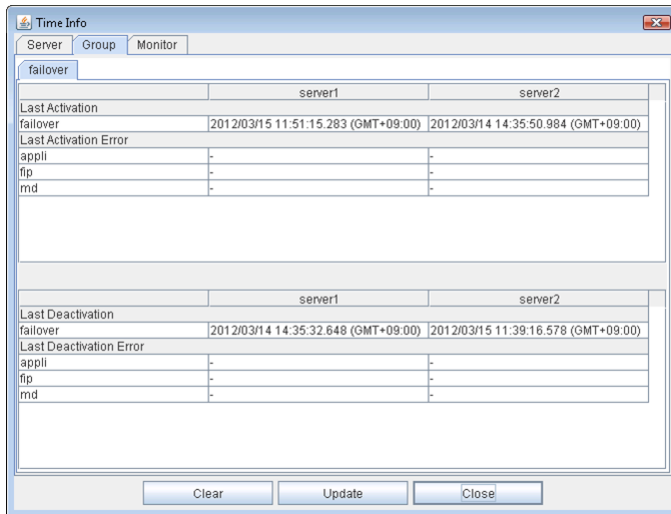 Time Info
Server Group Monitor
failover
server1 server2
Last Activation
failover 2012/03/15 11:51:15.283 (GMT+09:00) 2012/03/14 14:35:50.984 (GMT+09:00)
Last Activation Error
appli - -
fip - -
md - -
server1 server2
Last Deactivation
failover 2012/03/14 14:35:32.648 (GMT+09:00) 2012/03/15 11:39:16.578 (GMT+09:00)
Last Deactivation Error
appli - -
fip - -
md - -
Clear Update Close